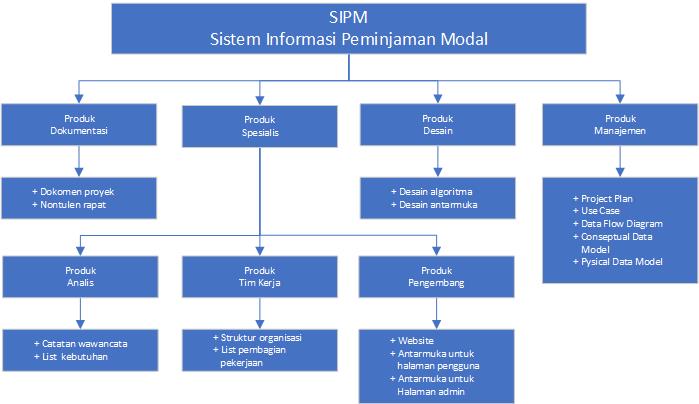 SIPM
Sistem Informasi Peminjaman Modal
Produk
Dokumentasi
Produk
Spesialis
Produk
Desain
Produk
Manajemen
+ Dokomen proyek
+ Nontulen rapat
+ Desain algoritma
+ Desain antarmuka
+ Project Plan
+ Use Case
+ Data Flow Diagram
+ Conseptual Data
Model
+ Pysical Data Model
Produk
Analis
Produk
Tim Kerja
Produk
Pengembang
+ Catatan wawancata
+ List kebutuhan
+ Struktur organisasi
+ List pembagian
pekerjaan
+ Website
+ Antarmuka untuk
halaman pengguna
+ Antarmuka untuk
Halaman admin